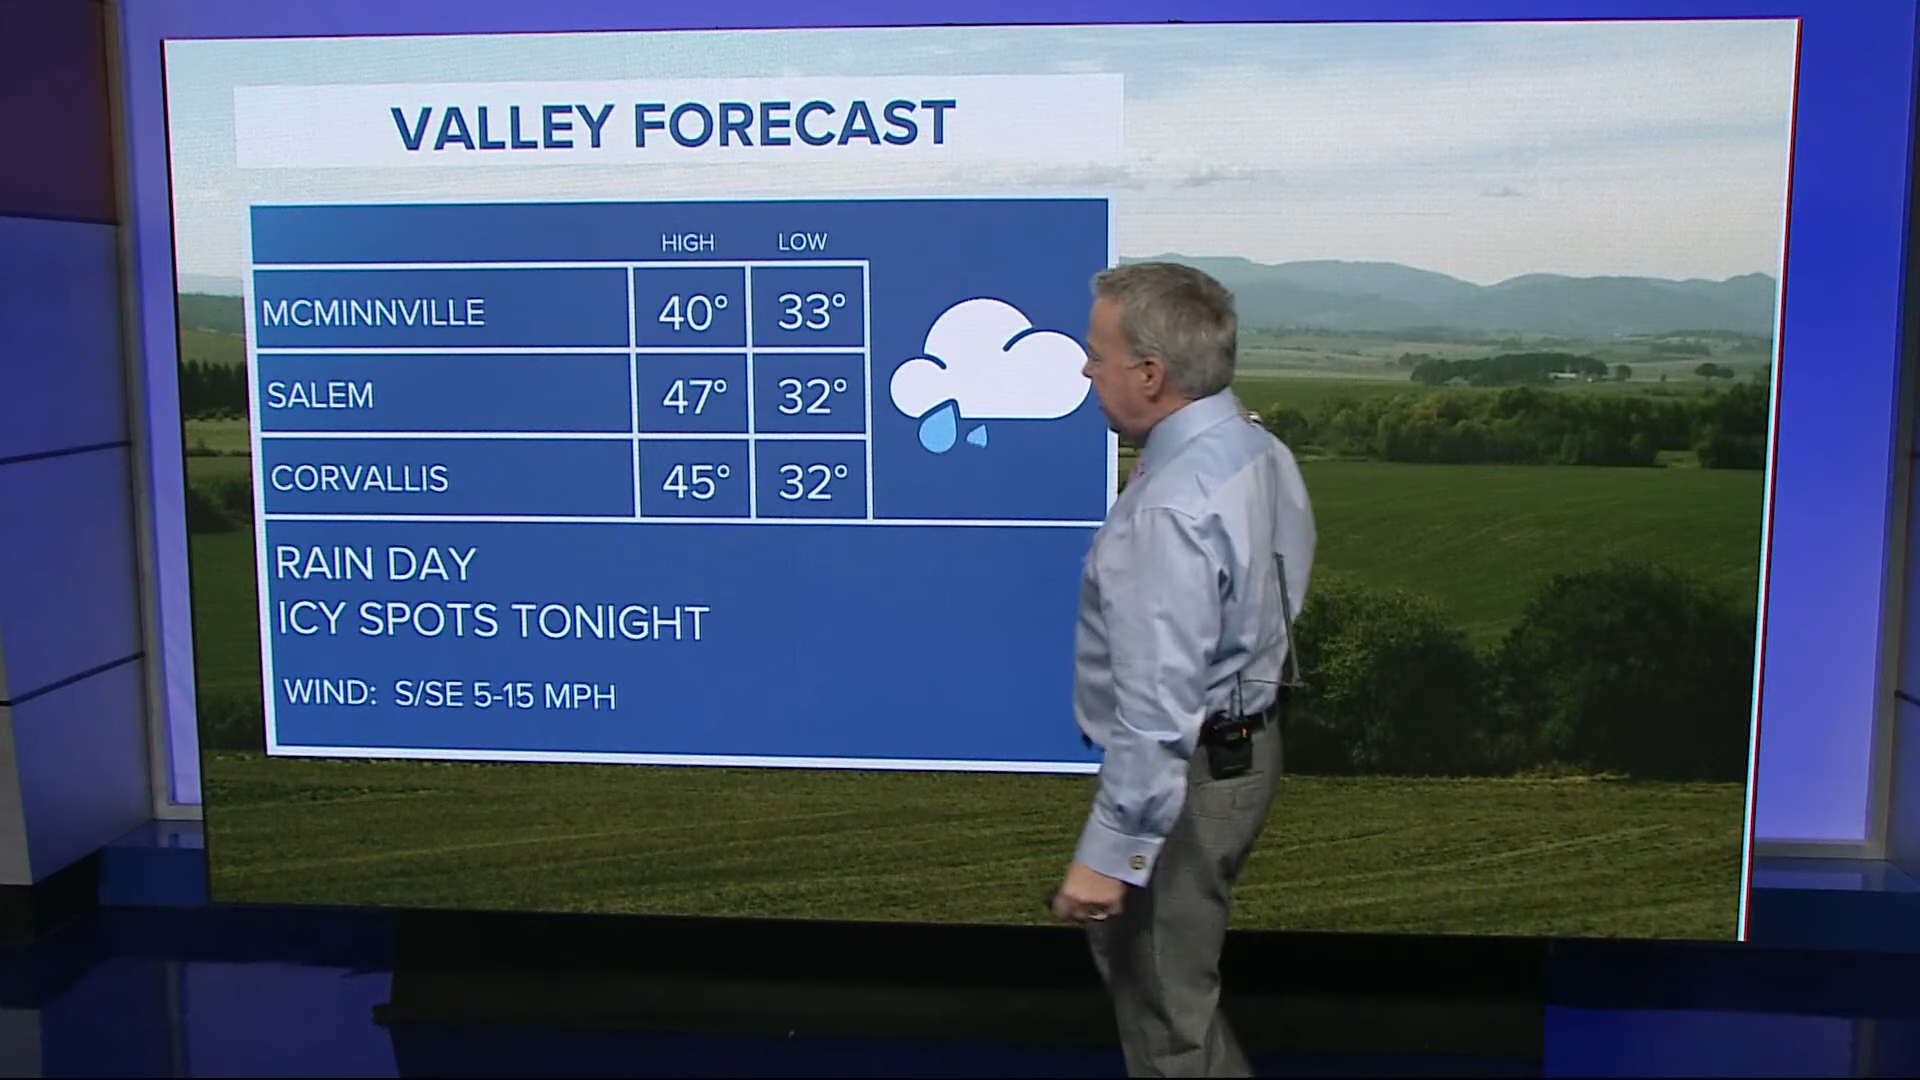 VALLEY FORECAST
HIGH LOW
MCMINNVILLE 40° 33°
SALEM 47° 32°
CORVALLIS 45° 32°
RAIN DAY
ICY SPOTS TONIGHT
WIND: S/SE 5-15 MPH